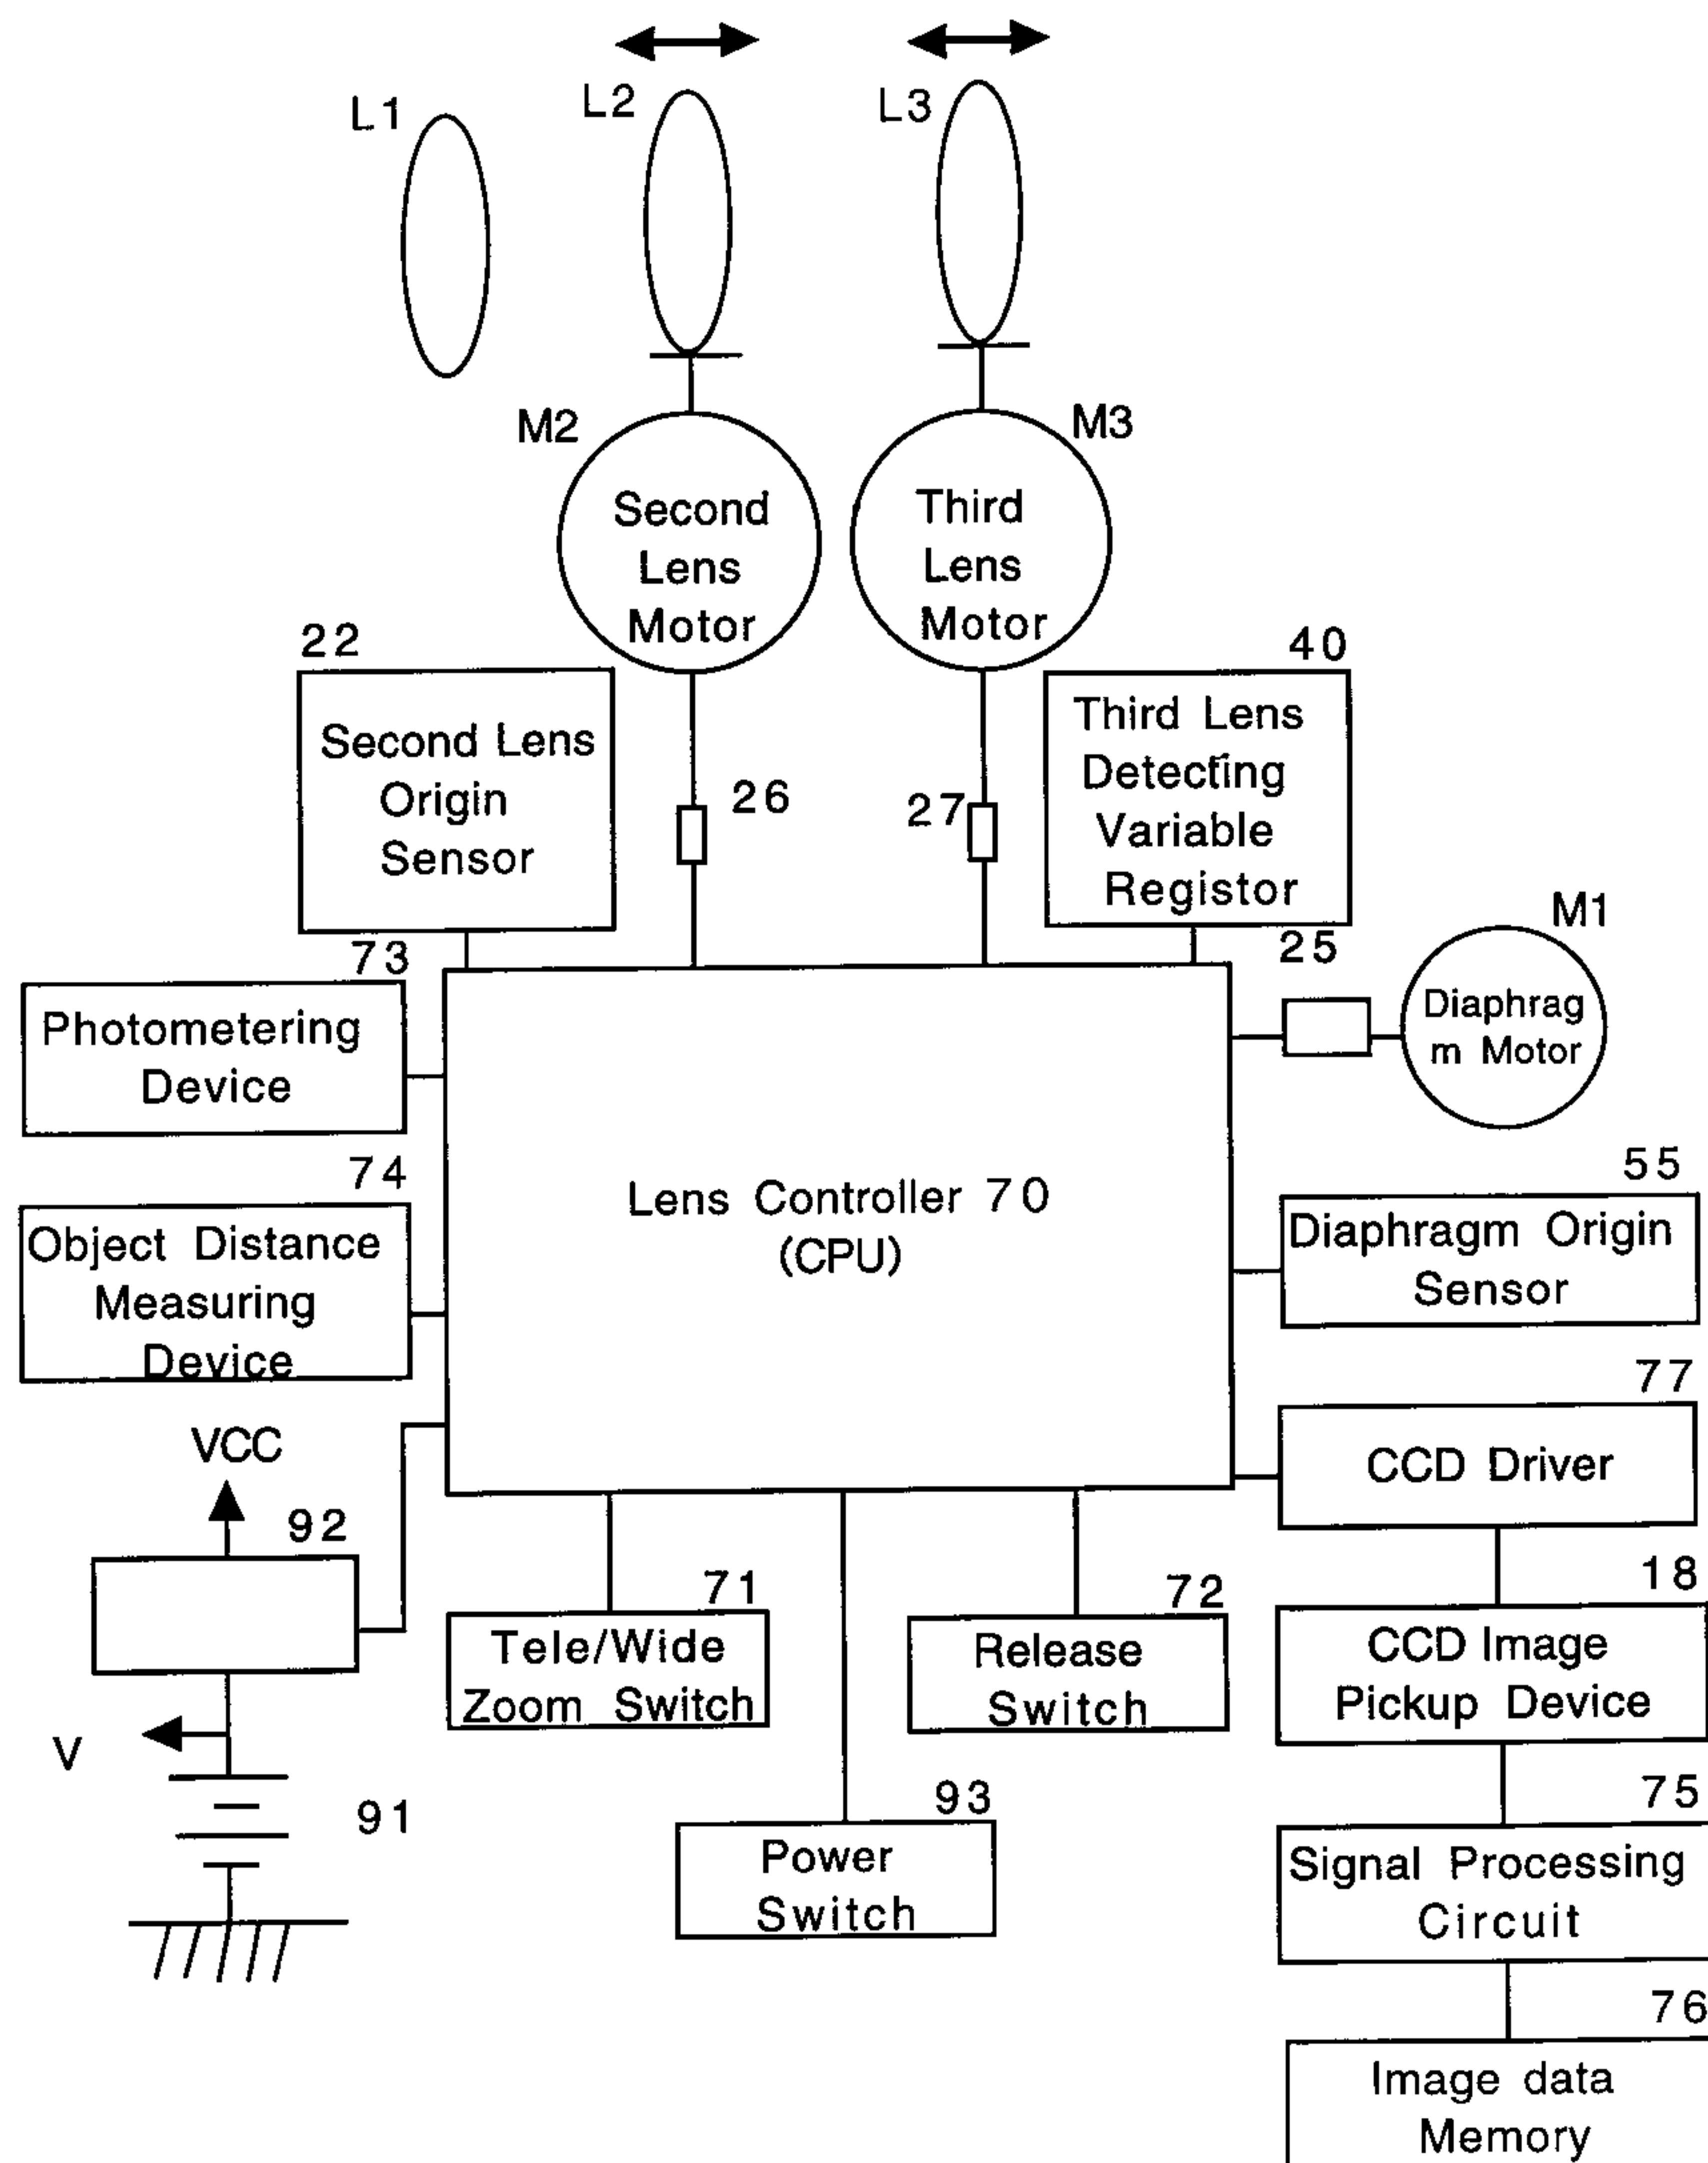 L1
L2
L3
M2
M3
Second
Lens
Motor
Third
Lens
Motor
22
40
Second Lens
Origin
Sensor
26
27
Third Lens
Detecting
Variable
Registor
M1
25
Diaphrag
m Motor
73
Photometering
Device
74
Object Distance
Measuring
Device
Lens Controller 70
(CPU)
55
Diaphragm Origin
Sensor
77
CCD Driver
VCC
92
71
Tele/Wide
Zoom Switch
72
Release
Switch
18
CCD Image
Pickup Device
V
91
93
Power
Switch
75
Signal Processing
Circuit
76
Image data
Memory